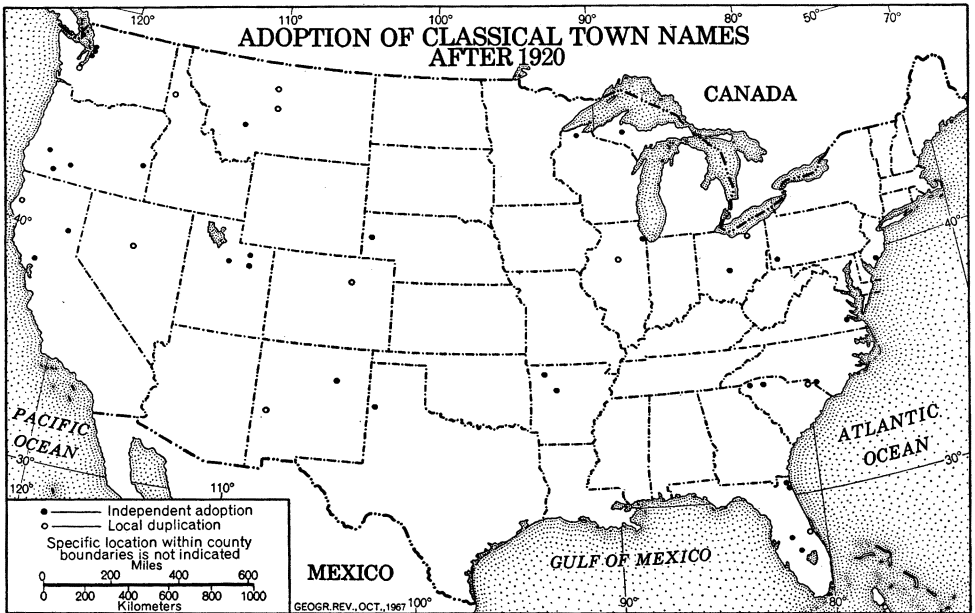 120° 110° 100° 90° 80° 50° 70°
ADOPTION OF CLASSICAL TOWN NAMES
AFTER 1920
CANADA
40°
40°
PACIFIC
OCEAN
ATLANTIC
OCEAN
30°
30°
120° 110°
Independent adoption
Local duplication
Specific location within county
boundaries is not indicated
Miles
0 200 400 600
0 200 400 600 800 1000
Kilometers
MEXICO
GULF OF MEXICO
GEOGR.REV.,OCT.,1967
100° 90° 80°